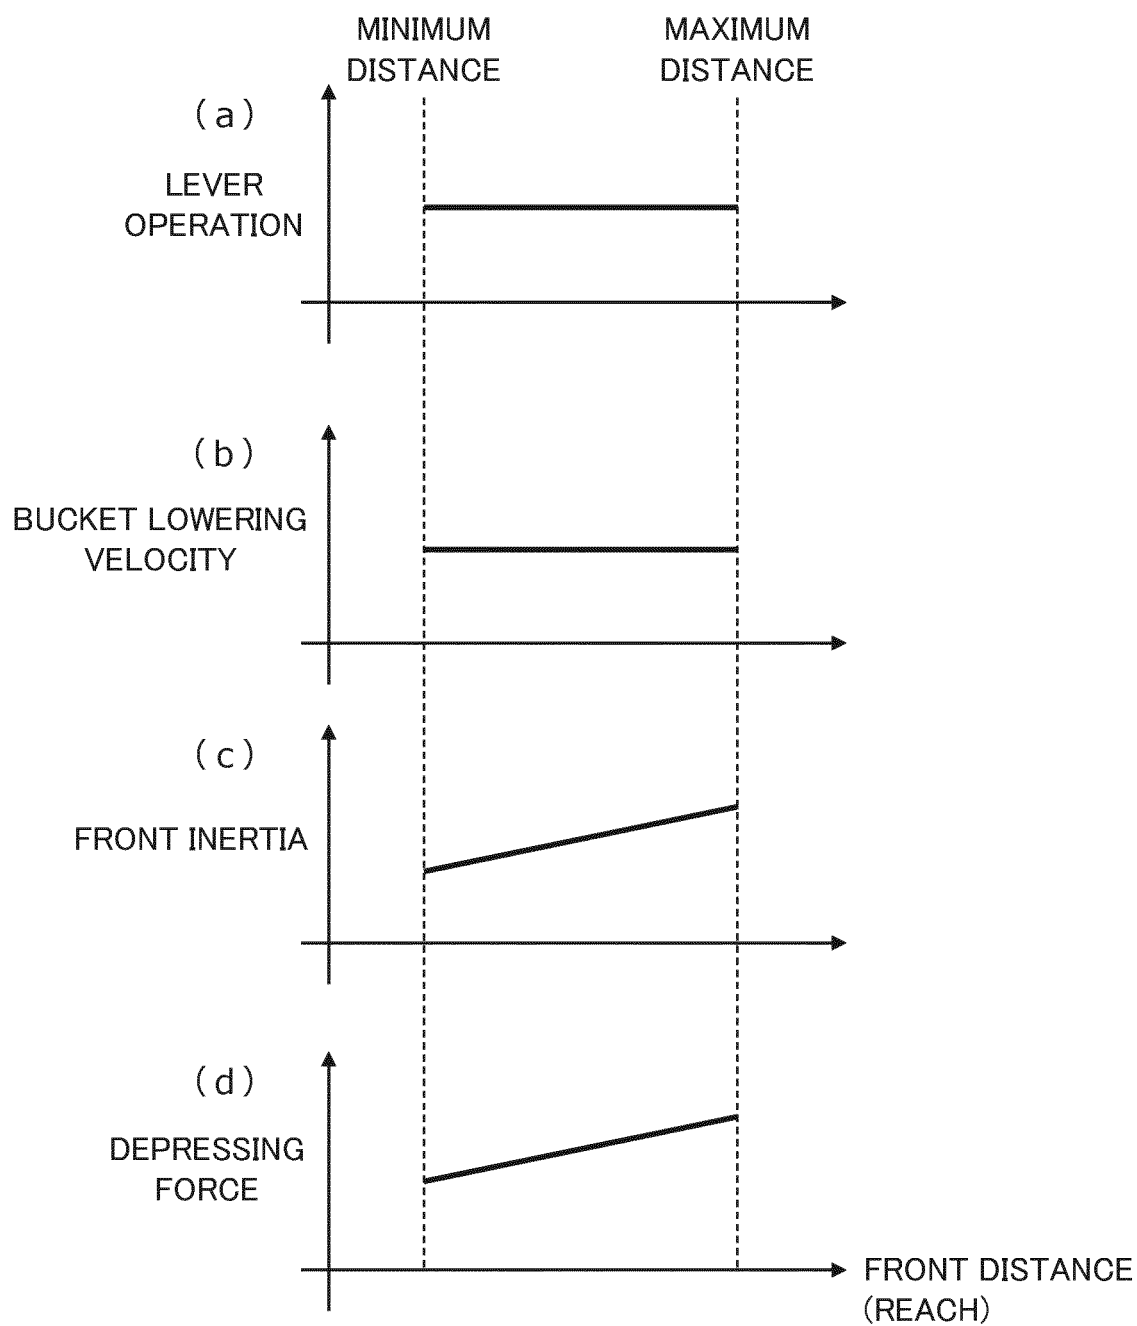 MINIMUM
DISTANCE
MAXIMUM
DISTANCE
(a)
LEVER
OPERATION
(b)
BUCKET LOWERING
VELOCITY
(c)
FRONT INERTIA
(d)
DEPRESSING
FORCE
FRONT DISTANCE
(REACH)